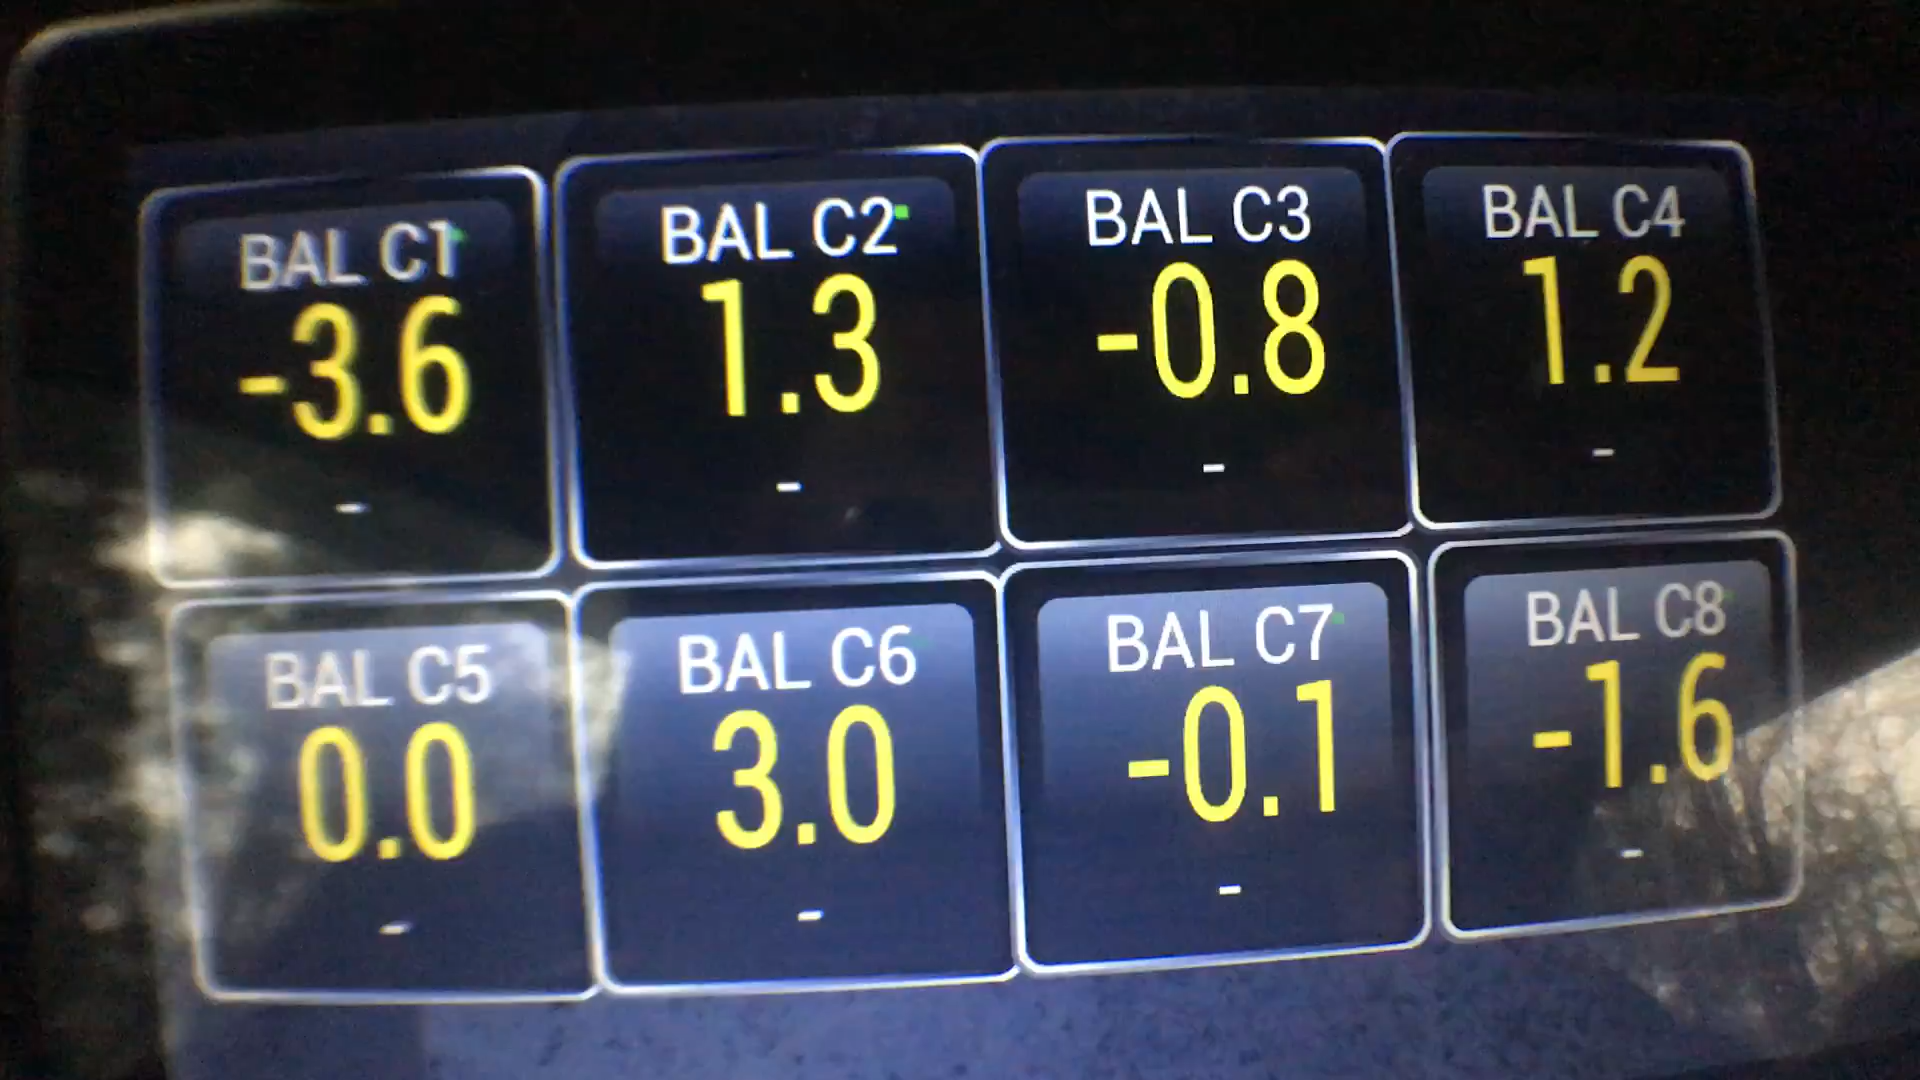 BAL C1 BAL C2 BAL C3 BAL C4
-3.6 1.3 -0.8 1.2
- - - -
BAL C5 BAL C6 BAL C7 BAL C8
0.0 3.0 -0.1 -1.6
- - - -